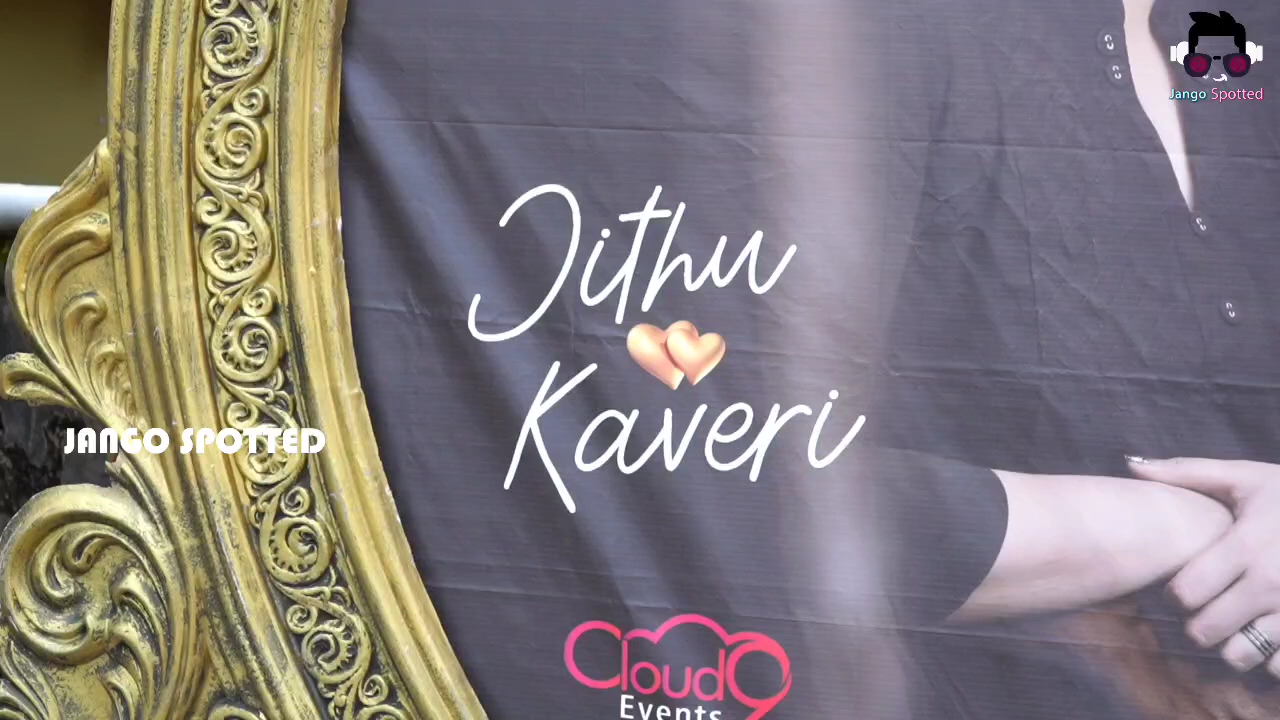 Jango Spotted
Jithu
Kaveri
JANGO SPOTTED
Cloud9
Events